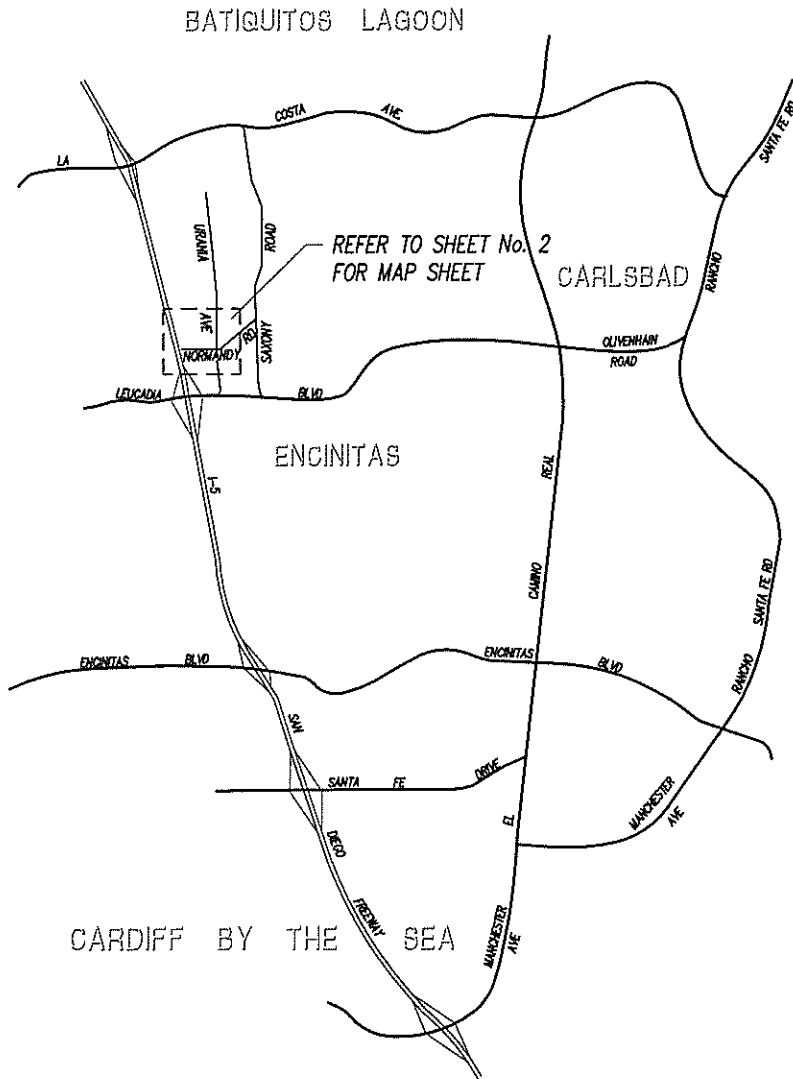 BATIQUITOS LAGOON
LA
COSTA
AVE
SANTA FE RD
URANIA
AVE
ROAD
SAXONY
REFER TO SHEET No. 2
FOR MAP SHEET
CARLSBAD
RANCHO
NORMANDY
RD
OLIVENHAIN
ROAD
LEUCADIA
BLVD
ENCINITAS
REAL
I-5
CAMINO
SANTA FE RD
ENCINITAS
BLVD
ENCINITAS
BLVD
RANCHO
SAN
SANTA
FE
DRIVE
DIEGO
EL
MANCHESTER
AVE
FREEWAY
CARDIFF BY THE SEA
MANCHESTER
AVE